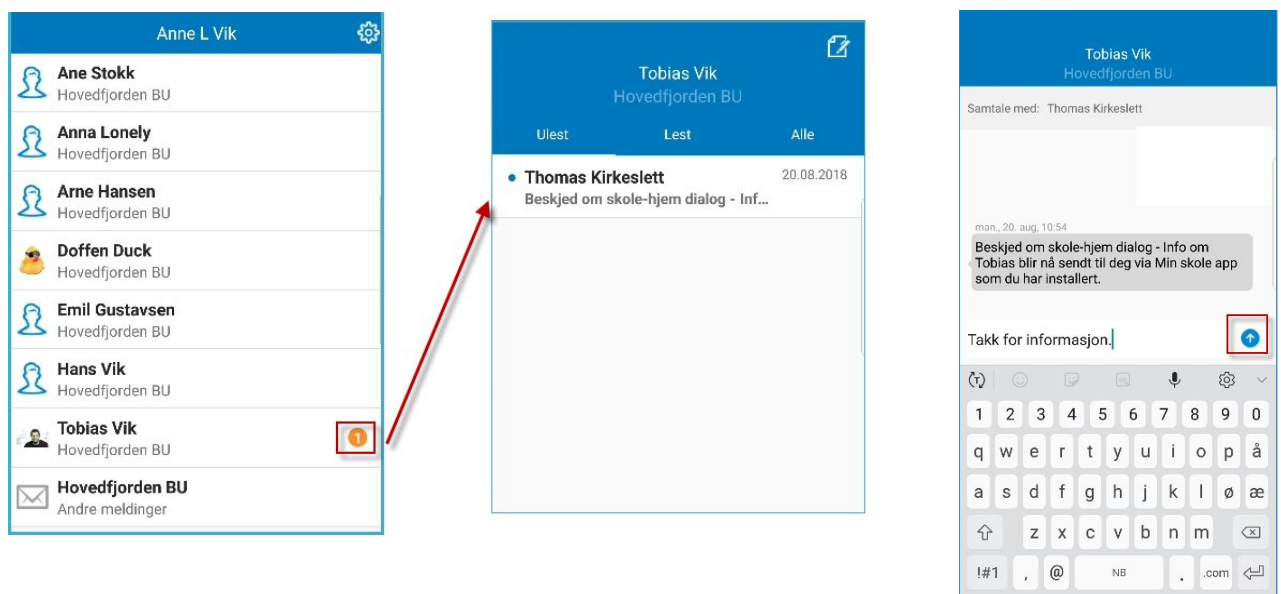 Anne L Vik
Ane Stokk
Hovedfjorden BU
Anna Lonely
Hovedfjorden BU
Arne Hansen
Hovedfjorden BU
Doffen Duck
Hovedfjorden BU
Emil Gustavsen
Hovedfjorden BU
Hans Vik
Hovedfjorden BU
Tobias Vik
Hovedfjorden BU
1
Hovedfjorden BU
Andre meldinger
Tobias Vik
Hovedfjorden BU
Ulest Lest Alle
Thomas Kirkeslett 20.08.2018
Beskjed om skole-hjem dialog - Inf...
Tobias Vik
Hovedfjorden BU
Samtale med: Thomas Kirkeslett
man., 20. aug, 10:54
Beskjed om skole-hjem dialog - Info om
Tobias blir nå sendt til deg via Min skole app
som du har installert.
Takk for informasjon.
1 2 3 4 5 6 7 8 9 0
q w e r t y u i o p å
a s d f g h j k l ø æ
z x c v b n m
!#1 , @ NB . .com